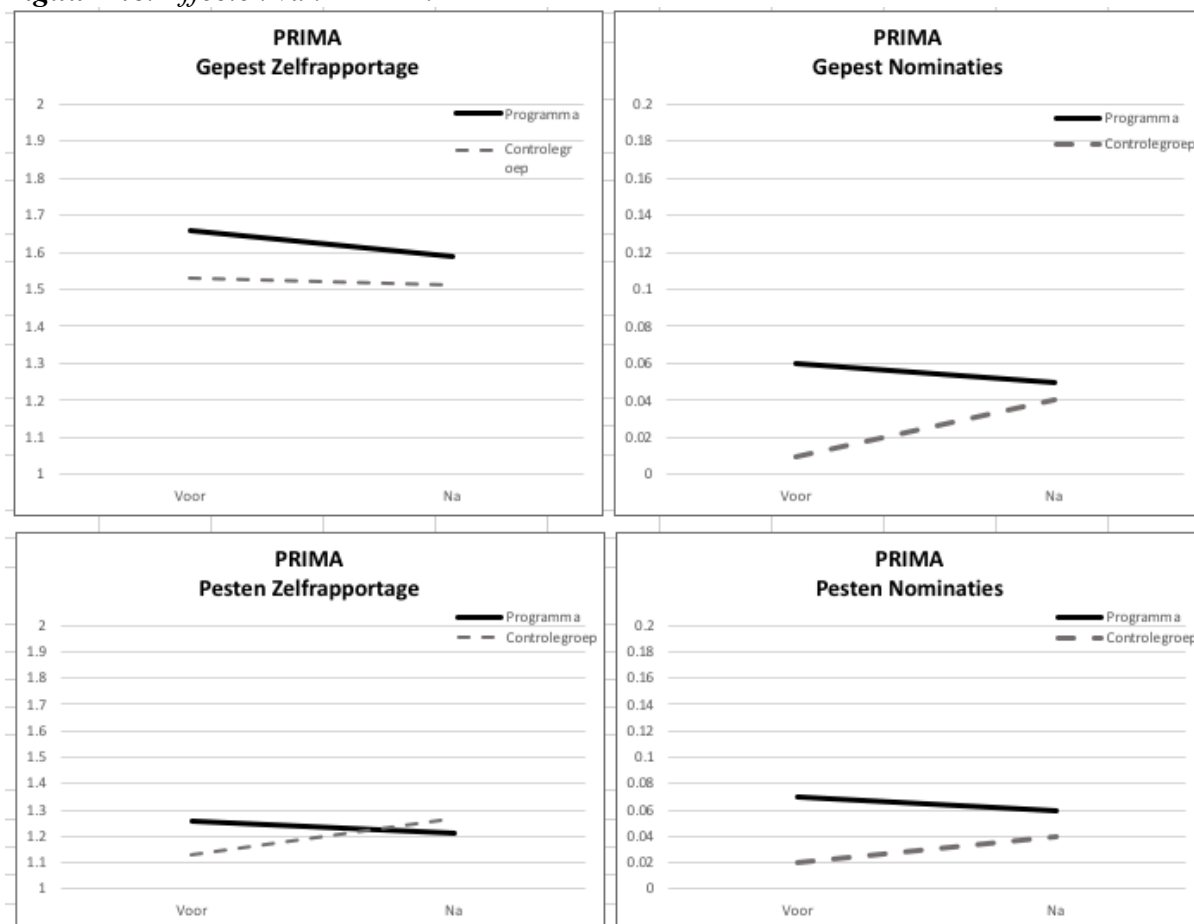 PRIMA
Gepest Zelfrapportage
Programma
Controlegr
oep
2
1.9
1.8
1.7
1.6
1.5
1.4
1.3
1.2
1.1
1
Voor Na
PRIMA
Gepest Nominaties
Programma
Controlegroep
0.2
0.18
0.16
0.14
0.12
0.1
0.08
0.06
0.04
0.02
0
Voor Na
PRIMA
Pesten Zelfrapportage
Programma
Controlegroep
2
1.9
1.8
1.7
1.6
1.5
1.4
1.3
1.2
1.1
1
Voor Na
PRIMA
Pesten Nominaties
Programma
Controlegroep
0.2
0.18
0.16
0.14
0.12
0.1
0.08
0.06
0.04
0.02
0
Voor Na